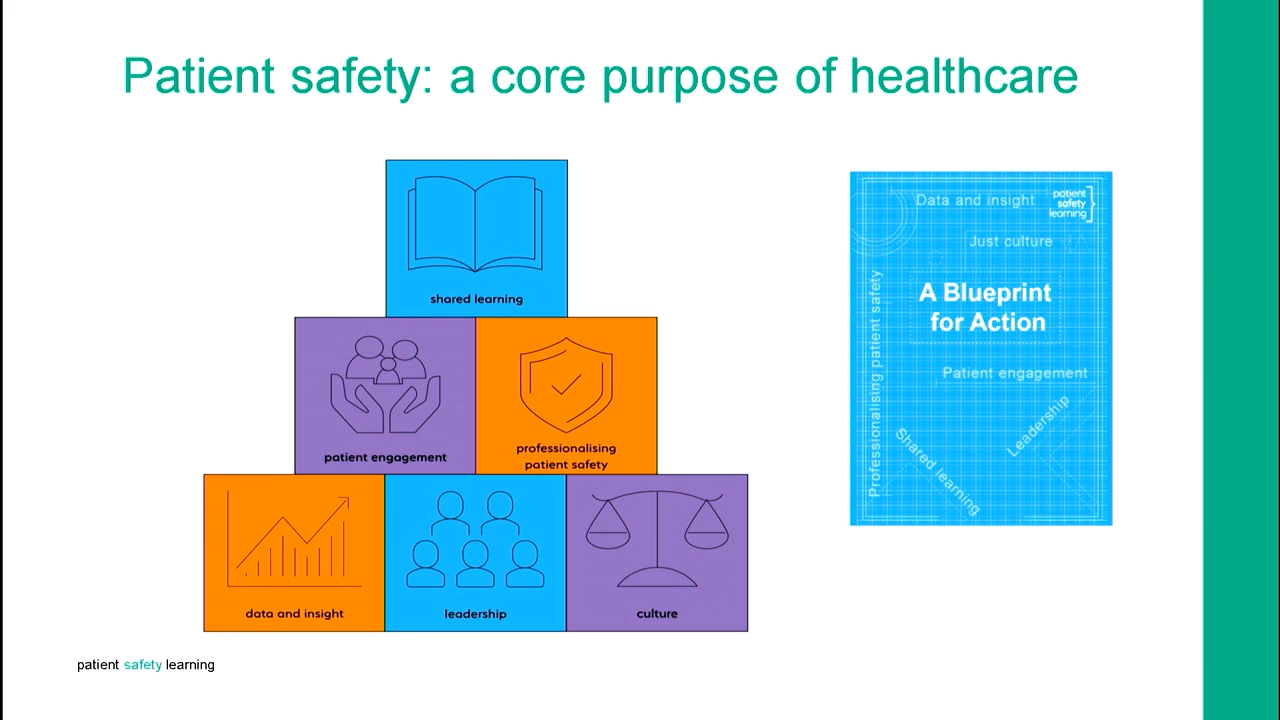 Patient safety: a core purpose of healthcare
shared learning
patient engagement
professionalising
patient safety
data and insight
leadership
culture
Data and insight
patient
safety
learning
Just culture
A Blueprint
for Action
Professionalising patient safety
Patient engagement
Leadership
Shared learning
patient safety learning